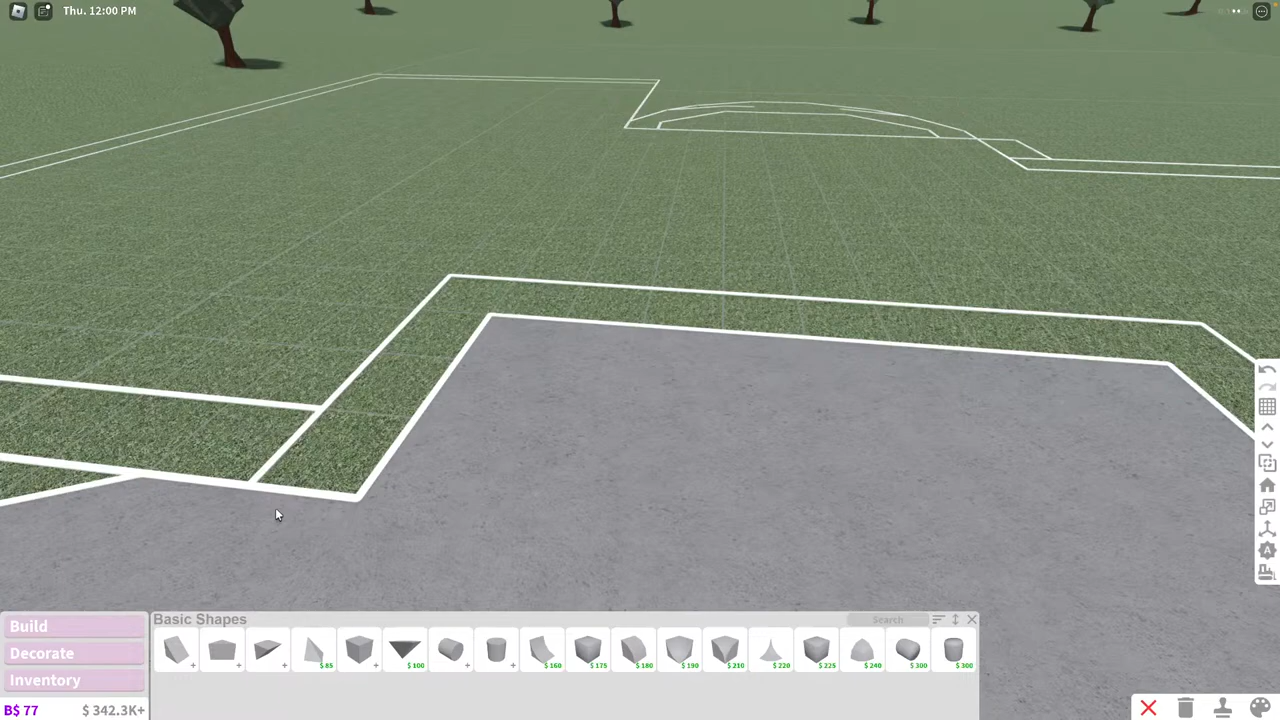 Thu. 12:00 PM
Build
Decorate
Inventory
B$ 77
$ 342.3K+
Basic Shapes
Search
+
+
+
$ 85
+
$ 100
+
+
$ 160
$ 175
$ 180
$ 190
$ 210
$ 220
$ 225
$ 240
$ 300
$ 300
A